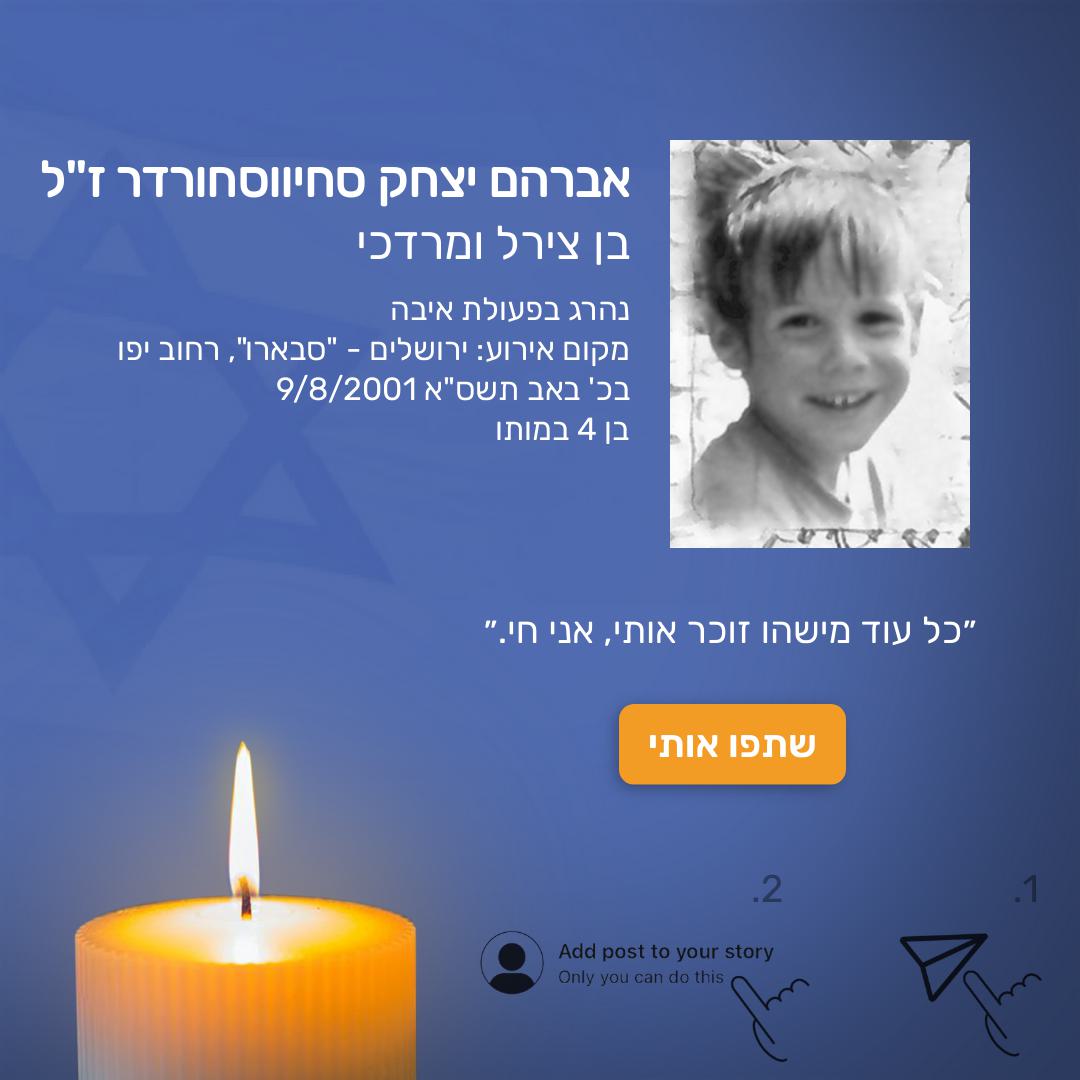 אברהם יצחק סחיווסחורדר ז"ל
בן צירל ומרדכי
נהרג בפעולת איבה
מקום אירוע: ירושלים - "סבארו", רחוב יפו
בכ' באב תשס"א 9/8/2001
בן 4 במותו
״כל עוד מישהו זוכר אותי, אני חי.״
שתפו אותי
.1
.2
Add post to your story
Only you can do this